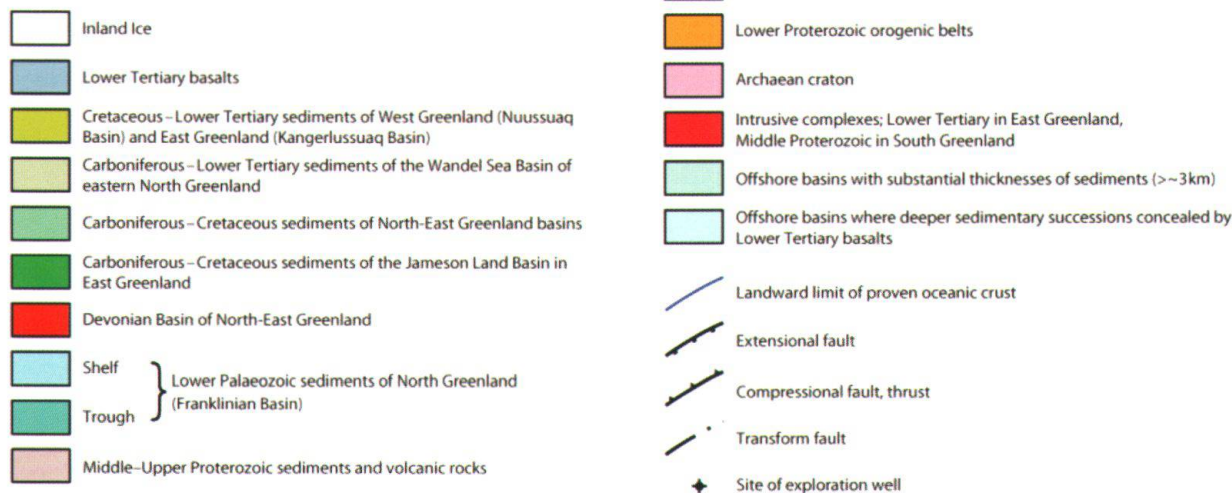 Inland Ice
Lower Tertiary basalts
Cretaceous – Lower Tertiary sediments of West Greenland (Nuussuaq
Basin) and East Greenland (Kangerlussuaq Basin)
Carboniferous – Lower Tertiary sediments of the Wandel Sea Basin of
eastern North Greenland
Carboniferous – Cretaceous sediments of North-East Greenland basins
Carboniferous – Cretaceous sediments of the Jameson Land Basin in
East Greenland
Devonian Basin of North-East Greenland
Shelf
Trough
Lower Palaeozoic sediments of North Greenland
(Franklinian Basin)
Middle–Upper Proterozoic sediments and volcanic rocks
Lower Proterozoic orogenic belts
Archaean craton
Intrusive complexes; Lower Tertiary in East Greenland,
Middle Proterozoic in South Greenland
Offshore basins with substantial thicknesses of sediments (>~3km)
Offshore basins where deeper sedimentary successions concealed by
Lower Tertiary basalts
Landward limit of proven oceanic crust
Extensional fault
Compressional fault, thrust
Transform fault
Site of exploration well